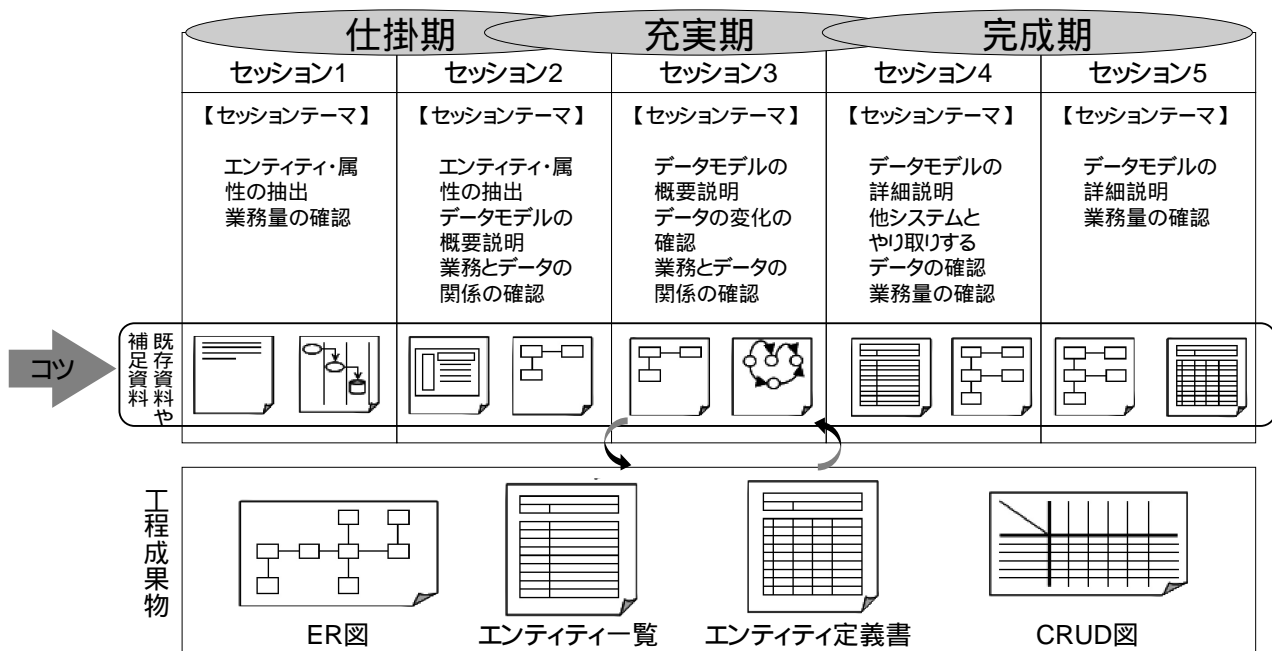 仕掛期
充実期
完成期
セッション1
セッション2
セッション3
セッション4
セッション5
【セッションテーマ】
エンティティ・属
性の抽出
業務量の確認
【セッションテーマ】
エンティティ・属
性の抽出
データモデルの
概要説明
業務とデータの
関係の確認
【セッションテーマ】
データモデルの
概要説明
データの変化の
確認
業務とデータの
関係の確認
【セッションテーマ】
データモデルの
詳細説明
他システムと
やり取りする
データの確認
業務量の確認
【セッションテーマ】
データモデルの
詳細説明
業務量の確認
コツ
既存資料や
補足資料
工程成果物
ER図
エンティティ一覧
エンティティ定義書
CRUD図